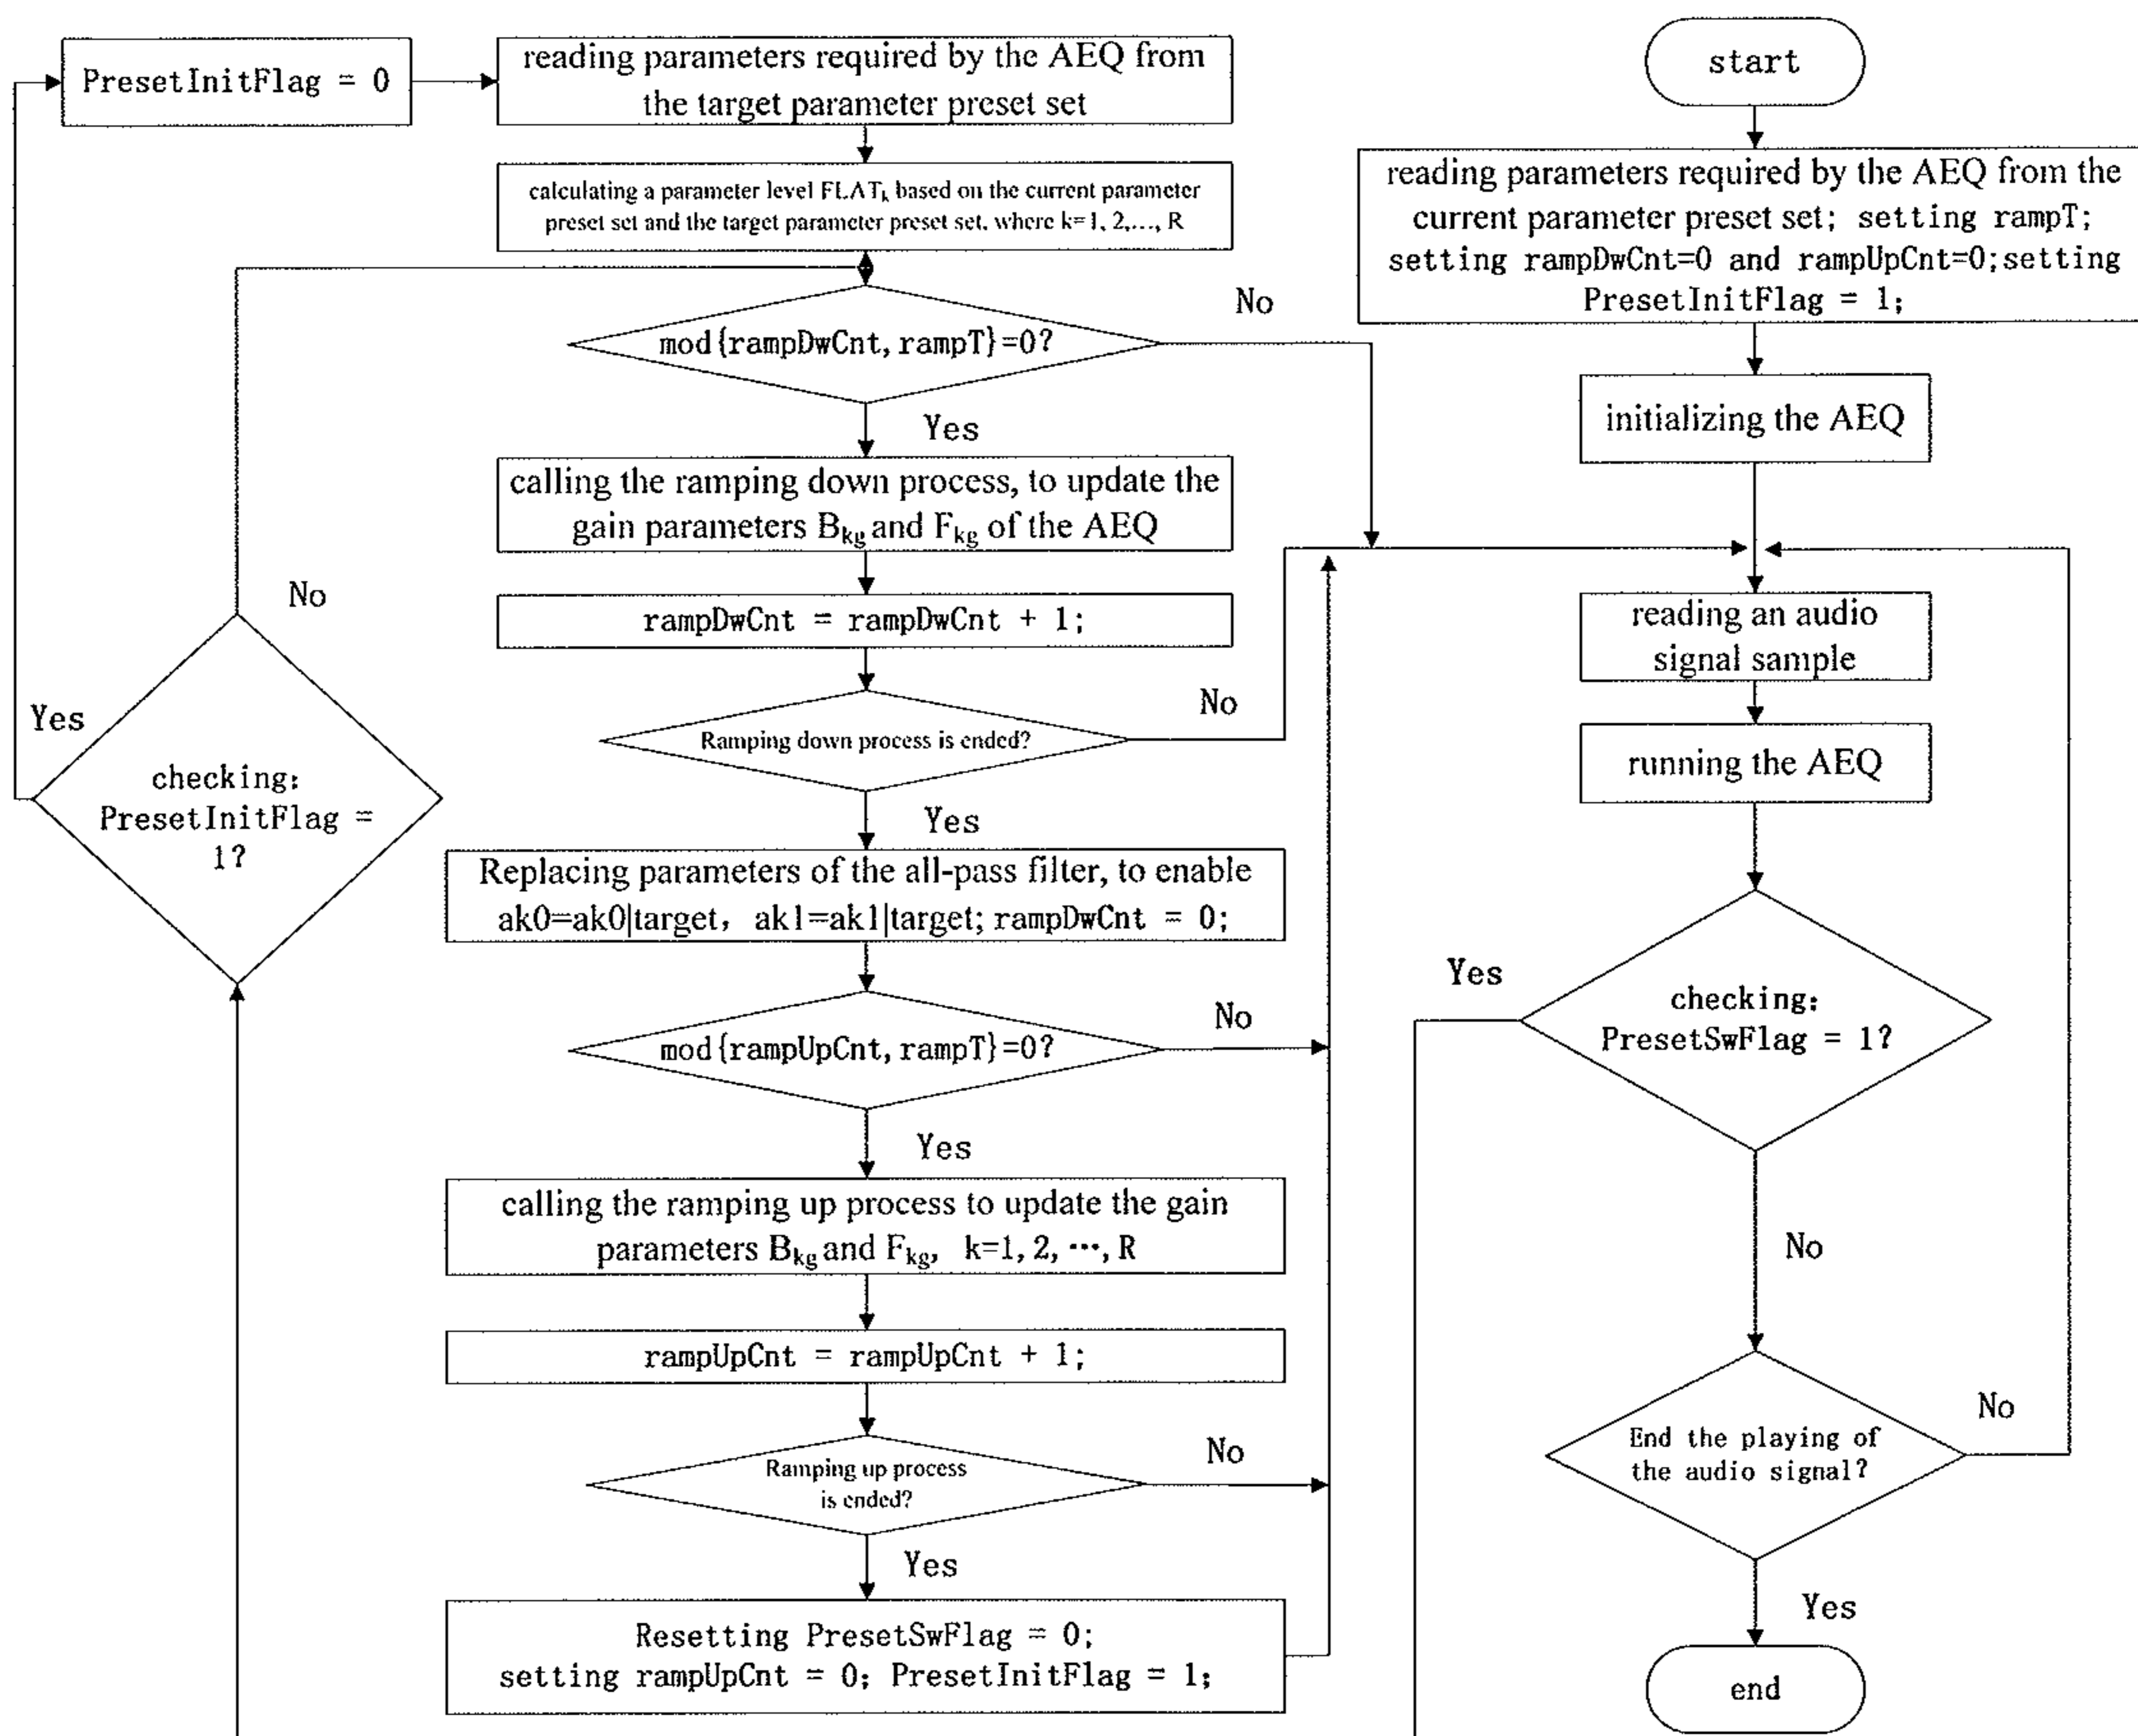 PresetInitFlag = 0
reading parameters required by the AEQ from
the target parameter preset set
calculating a parameter level FLATk based on the current parameter
preset set and the target parameter preset set, where k=1, 2,..., R
mod{rampDwCnt, rampT}=0?
No
Yes
calling the ramping down process, to update the
gain parameters Bkg and Fkg of the AEQ
rampDwCnt = rampDwCnt + 1;
Ramping down process is ended?
No
Yes
Replacing parameters of the all-pass filter, to enable
ak0=ak0|target, ak1=ak1|target; rampDwCnt = 0;
mod{rampUpCnt, rampT}=0?
No
Yes
calling the ramping up process to update the gain
parameters Bkg and Fkg, k=1, 2, ···, R
rampUpCnt = rampUpCnt + 1;
Ramping up process
is ended?
No
Yes
Resetting PresetSwFlag = 0;
setting rampUpCnt = 0; PresetInitFlag = 1;
No
Yes
checking:
PresetInitFlag =
1?
start
reading parameters required by the AEQ from the
current parameter preset set; setting rampT;
setting rampDwCnt=0 and rampUpCnt=0;setting
PresetInitFlag = 1;
initializing the AEQ
reading an audio
signal sample
running the AEQ
Yes
checking:
PresetSwFlag = 1?
No
End the playing of
the audio signal?
No
Yes
end